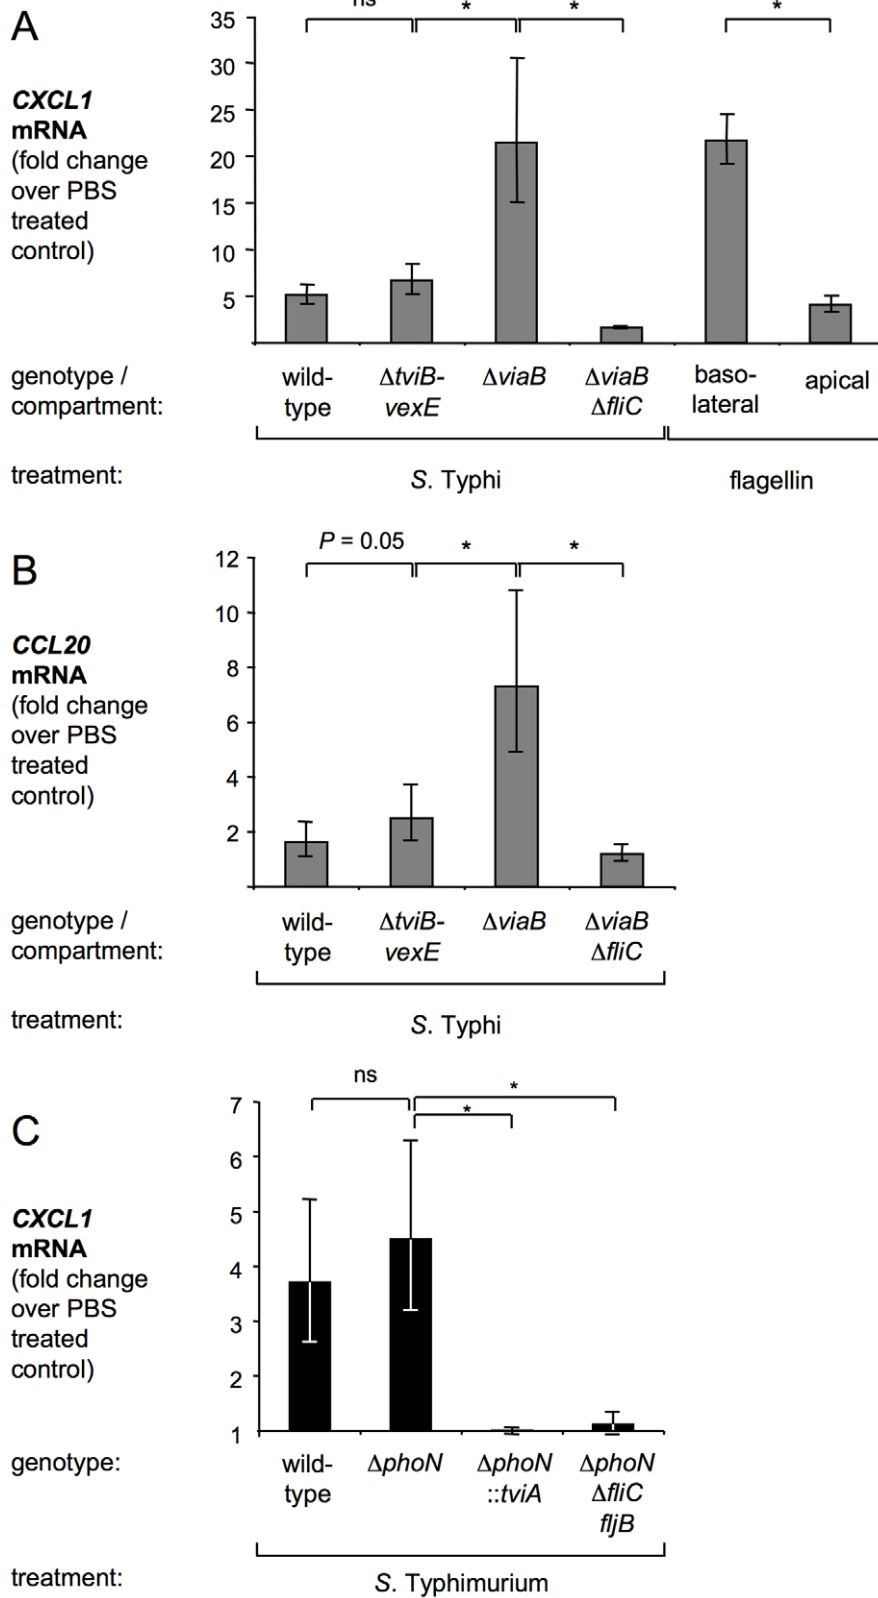 A
ns
*
*
*
35
30
25
20
15
10
5
CXCL1
mRNA
(fold change
over PBS
treated
control)
genotype /
compartment:
wild-
type
ΔtviB-
vexE
ΔviaB
ΔviaB
ΔfliC
baso-
lateral
apical
treatment:
S. Typhi
flagellin
B
P = 0.05
*
*
12
10
8
6
4
2
CCL20
mRNA
(fold change
over PBS
treated
control)
genotype /
compartment:
wild-
type
ΔtviB-
vexE
ΔviaB
ΔviaB
ΔfliC
treatment:
S. Typhi
C
ns
*
*
7
6
5
4
3
2
1
CXCL1
mRNA
(fold change
over PBS
treated
control)
genotype:
wild-
type
ΔphoN
ΔphoN
::tviA
ΔphoN
ΔfliC
fljB
treatment:
S. Typhimurium